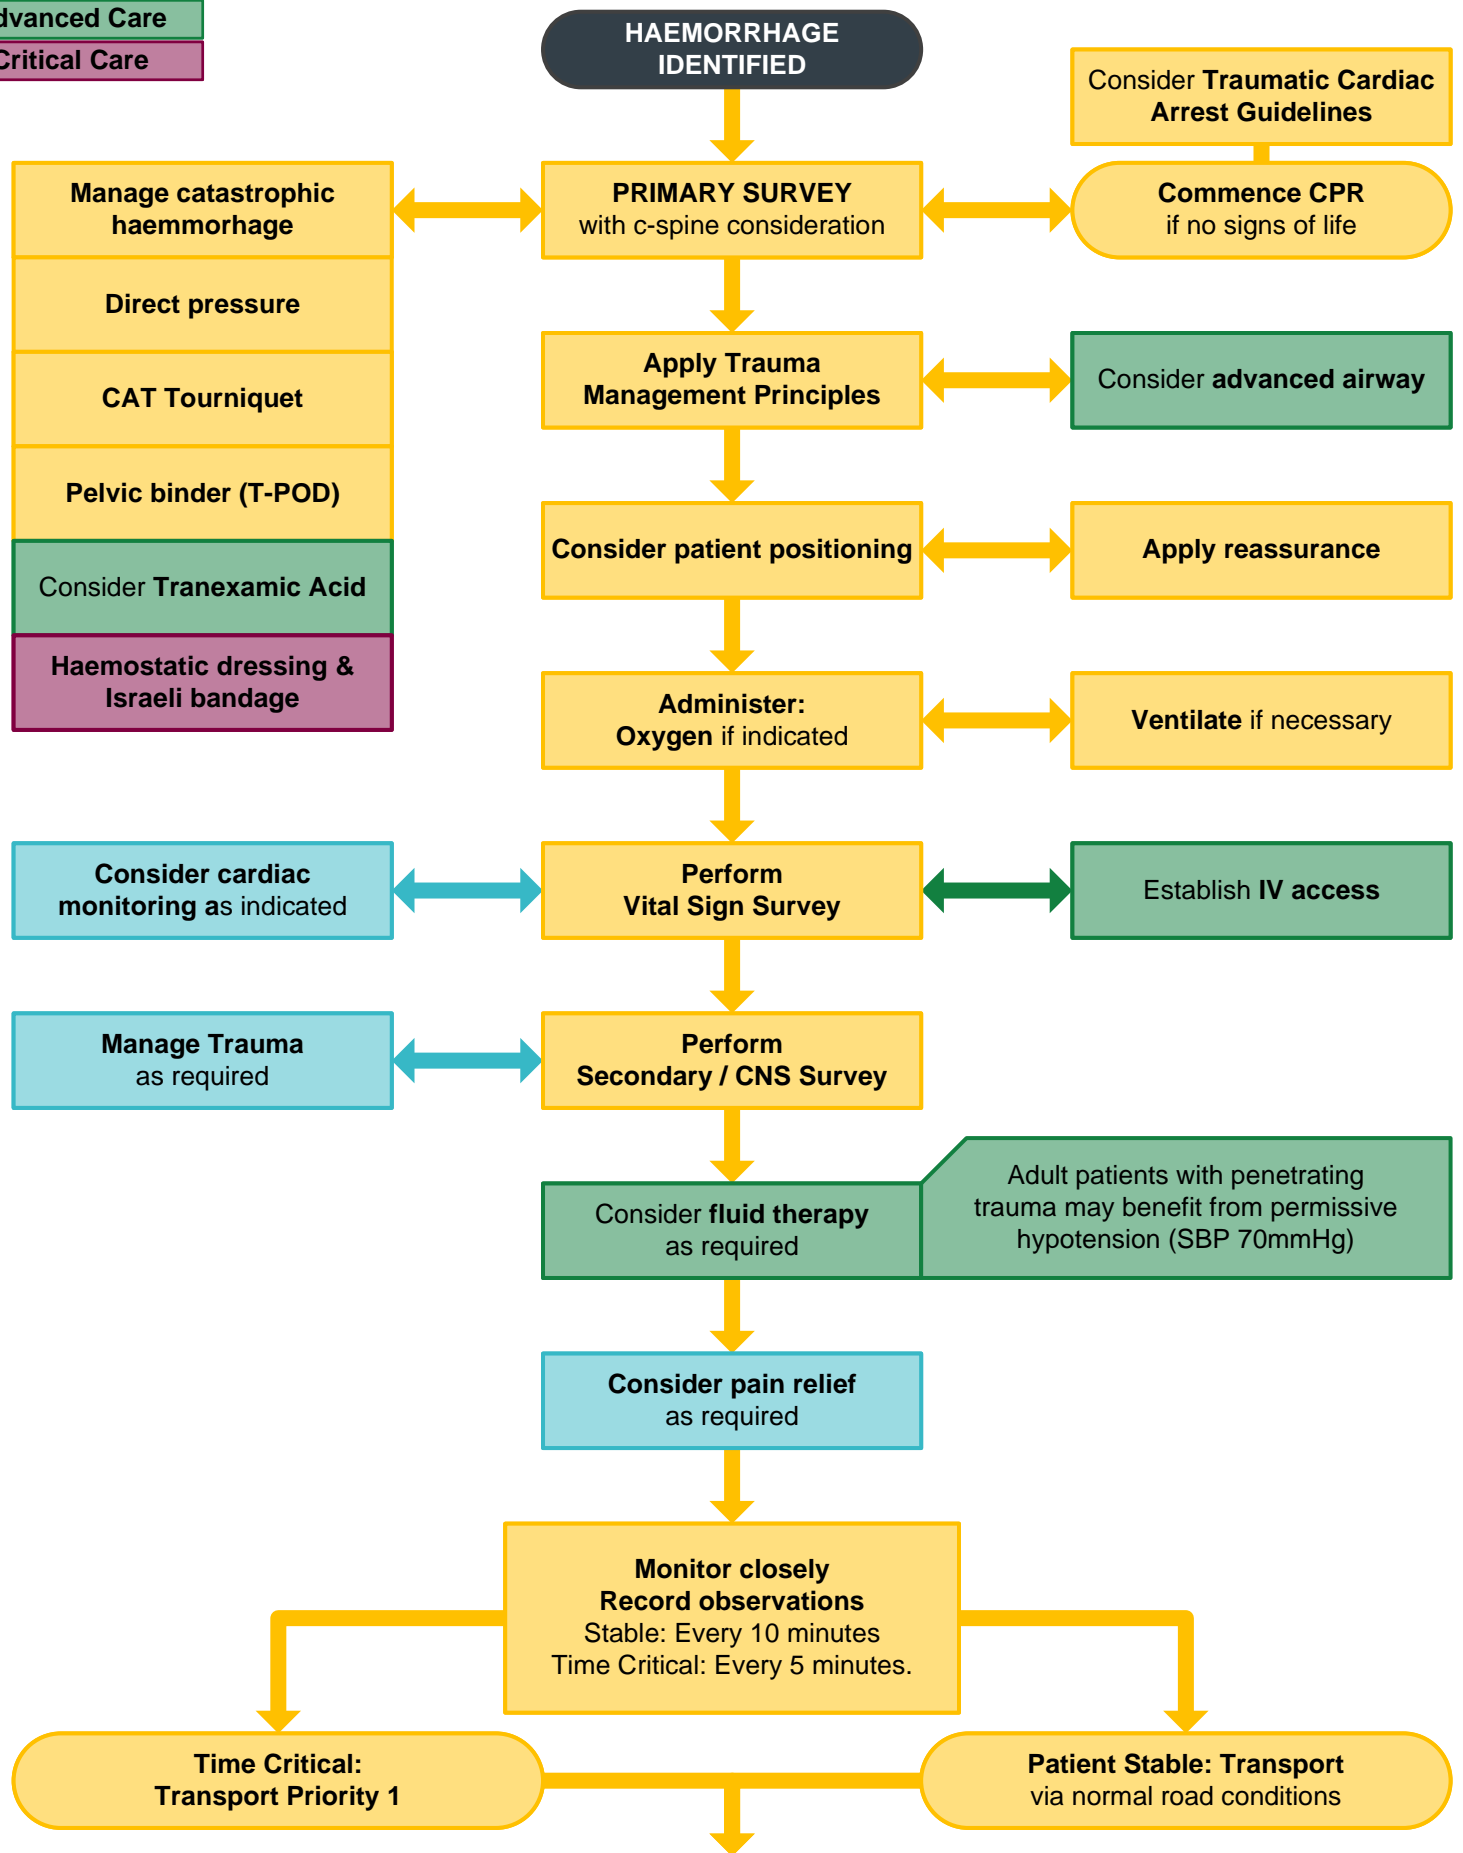 dvanced Care
Critical Care
HAEMORRHAGE
IDENTIFIED
Consider Traumatic Cardiac
Arrest Guidelines
Manage catastrophic
haemmorhage
PRIMARY SURVEY
with c-spine consideration
Commence CPR
if no signs of life
Direct pressure
CAT Tourniquet
Pelvic binder (T-POD)
Consider Tranexamic Acid
Haemostatic dressing &
Israeli bandage
Apply Trauma
Management Principles
Consider advanced airway
Consider patient positioning
Apply reassurance
Administer:
Oxygen if indicated
Ventilate if necessary
Consider cardiac
monitoring as indicated
Perform
Vital Sign Survey
Establish IV access
Manage Trauma
as required
Perform
Secondary / CNS Survey
Consider fluid therapy
as required
Adult patients with penetrating
trauma may benefit from permissive
hypotension (SBP 70mmHg)
Consider pain relief
as required
Monitor closely
Record observations
Stable: Every 10 minutes
Time Critical: Every 5 minutes.
Time Critical:
Transport Priority 1
Patient Stable: Transport
via normal road conditions